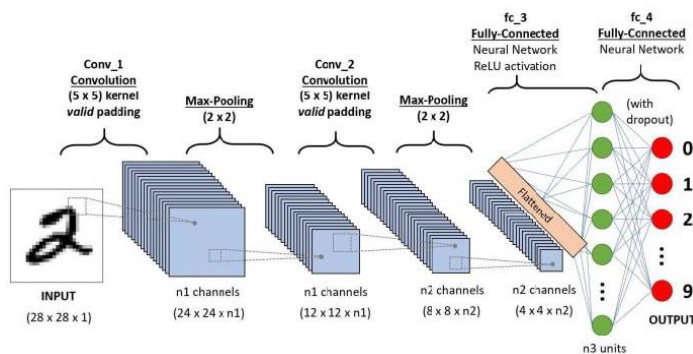 fc_3
Fully-Connected
Neural Network
ReLU activation
fc_4
Fully-Connected
Neural Network
Conv_1
Convolution
(5 x 5) kernel
valid padding
Max-Pooling
(2 x 2)
Conv_2
Convolution
(5 x 5) kernel
valid padding
Max-Pooling
(2 x 2)
(with
dropout)
0
1
2
9
Flattened
2
INPUT
(28 x 28 x 1)
n1 channels
(24 x 24 x n1)
n1 channels
(12 x 12 x n1)
n2 channels
(8 x 8 x n2)
n2 channels
(4 x 4 x n2)
OUTPUT
n3 units